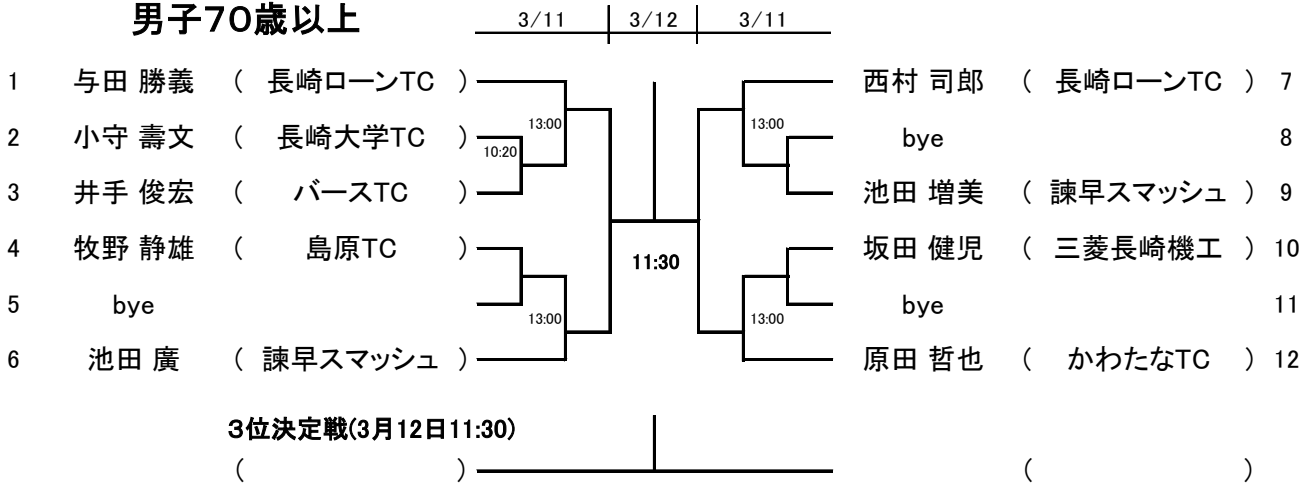 男子70歳以上 3/11 3/12 3/11
1 与田 勝義 ( 長崎ローンTC ) 西村 司郎 ( 長崎ローンTC ) 7
13:00 13:00
2 小守 壽文 ( 長崎大学TC ) bye 8
10:20
3 井手 俊宏 ( バースTC ) 池田 増美 ( 諫早スマッシュ ) 9
4 牧野 静雄 ( 島原TC ) 坂田 健児 ( 三菱長崎機工 ) 10
11:30
5 bye bye 11
13:00 13:00
6 池田 廣 ( 諫早スマッシュ ) 原田 哲也 ( かわたなTC ) 12
3位決定戦(3月12日11:30)
( ) ( )